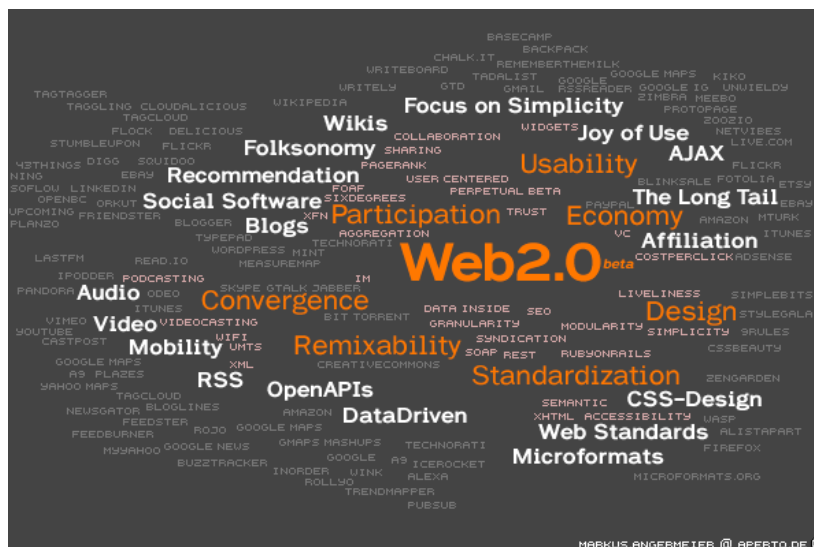 BASECAMP
BACKPACK
CHALK.IT
REMEMBERTHEMILK
WRITEBOARD
TADALIST
GOOGLE
GOOGLE MAPS
KIKO
WRITELY
GTD
GMAIL
RSSREADER
GOOGLE IG
UNWIELDY
TAGTAGGER
ZIMBRA
MEEBO
TAGGLING
CLOUDALICIOUS
WIKIPEDIA
Focus on Simplicity
PROTOPAGE
TAGCLOUD
Wikis
WIDGETS
ZOOZIO
FLOCK
DELICIOUS
COLLABORATION
Joy of Use
NETVIBES
STUMBLEUPON
FLICKR
Folksonomy
SHARING
AJAX
LIVE.COM
43THINGS
DIGG
SQUIDOO
PAGERANK
Usability
FLICKR
NING
EBAY
Recommendation
USER CENTERED
BLINKSALE
FOTOLIA
ETSY
SOFLOW
LINKEDIN
FOAF
PERPETUAL BETA
OPENBC
ORKUT
Social Software
SIXDEGREES
The Long Tail
EBAY
UPCOMING
FRIENDSTER
XFN
Participation
TRUST
PAYPAL
Economy
AMAZON
MTURK
PLANZO
BLOGGER
Blogs
AGGREGATION
VC
ITUNES
TYPEPAD
TECHNORATI
Affiliation
WORDPRESS
MINT
Web2.0 beta
COSTPERCLICK
ADSENSE
LASTFM
READ.IO
MEASUREMAP
IPODDER
PODCASTING
IM
PANDORA
Audio
ODEO
SKYPE
GTALK
JABBER
LIVELINESS
SIMPLEBITS
ITUNES
Convergence
DATA INSIDE
SEO
Design
VIMEO
Video
VIDEOCASTING
BIT TORRENT
GRANULARITY
MODULARITY
STYLEGALA
YOUTUBE
SIMPLICITY
9RULES
CASTPOST
Mobility
WIFI
Remixability
SYNDICATION
UMTS
SOAP
REST
RUBYONRAILS
CSSBEAUTY
GOOGLE MAPS
XML
CREATIVECOMMONS
A9
PLAZES
RSS
Standardization
ZENGARDEN
YAHOO MAPS
OpenAPIs
TAGCLOUD
SEMANTIC
CSS-Design
NEWSGATOR
BLOGLINES
AMAZON
DataDriven
XHTML
ACCESSIBILITY
WASP
FEEDSTER
ROJO
GOOGLE MAPS
Web Standards
ALISTAPART
FEEDBURNER
GMAPS MASHUPS
TECHNORATI
FIREFOX
MYYAHOO
GOOGLE NEWS
GOOGLE
A9
Microformats
BUZZTRACKER
ICEROCKET
INORDER
WINK
ALEXA
MICROFORMATS.ORG
ROLLYO
TRENDMAPPER
PUBSUB
MARKUS ANGERMEIER @ APERTO.DE